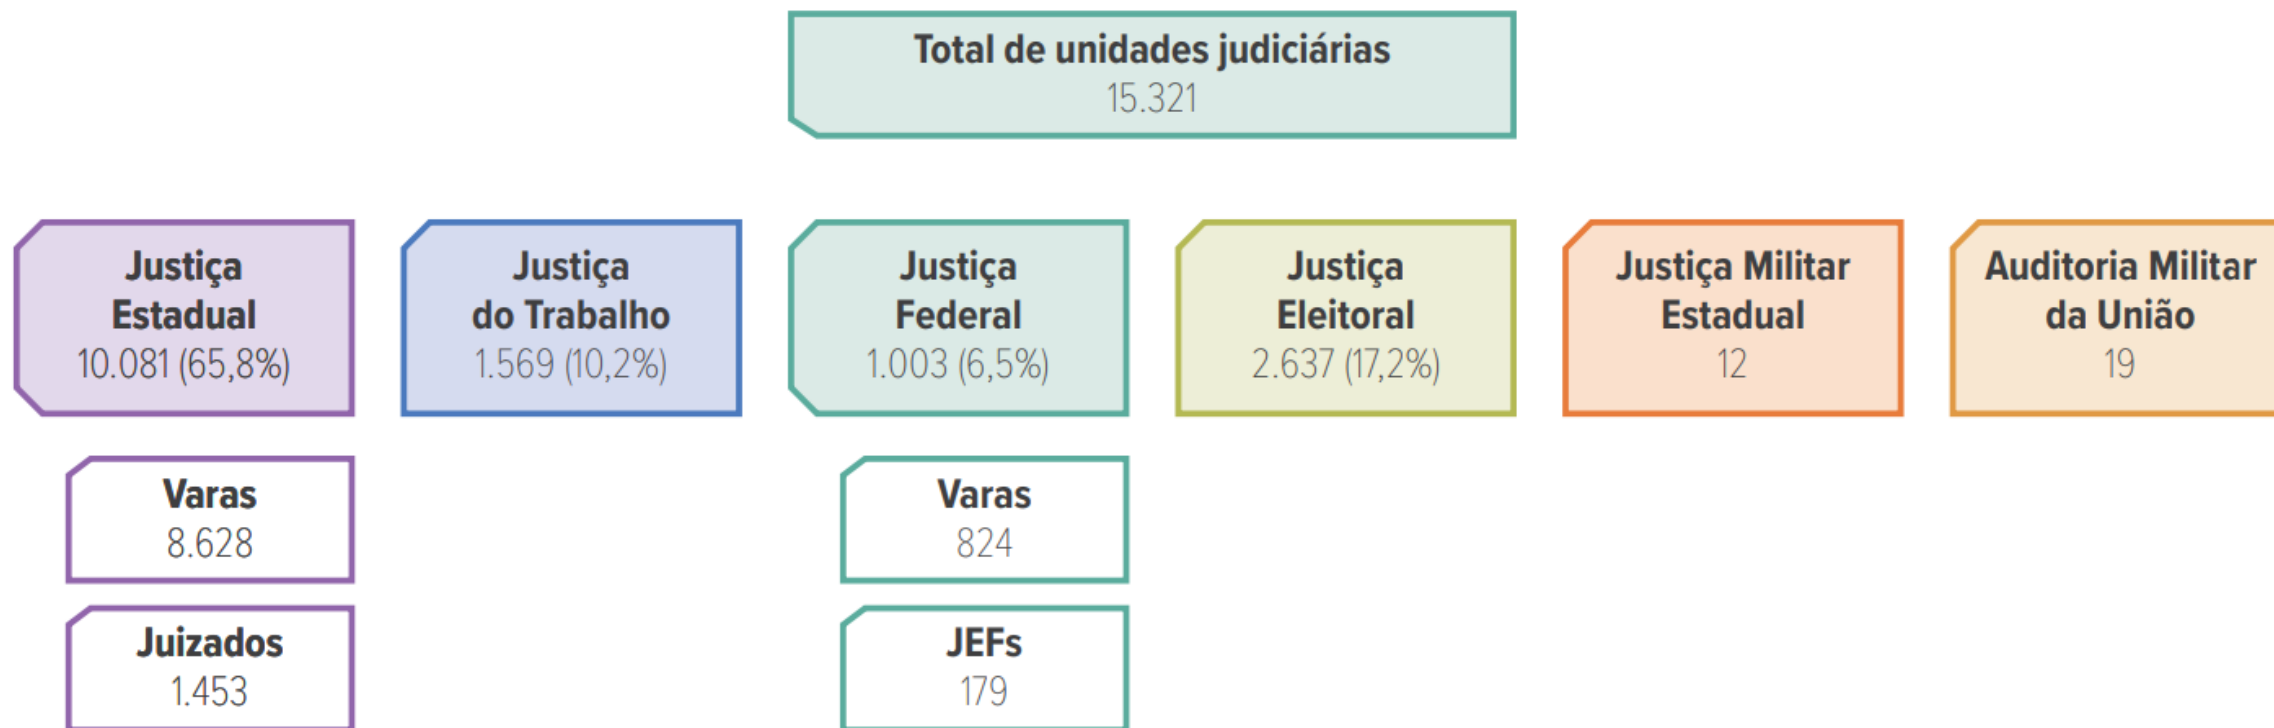 Total de unidades judiciárias
15.321
Justiça
Estadual
10.081 (65,8%)
Justiça
do Trabalho
1.569 (10,2%)
Justiça
Federal
1.003 (6,5%)
Justiça
Eleitoral
2.637 (17,2%)
Justiça Militar
Estadual
12
Auditoria Militar
da União
19
Varas
8.628
Varas
824
Juizados
1.453
JEFs
179